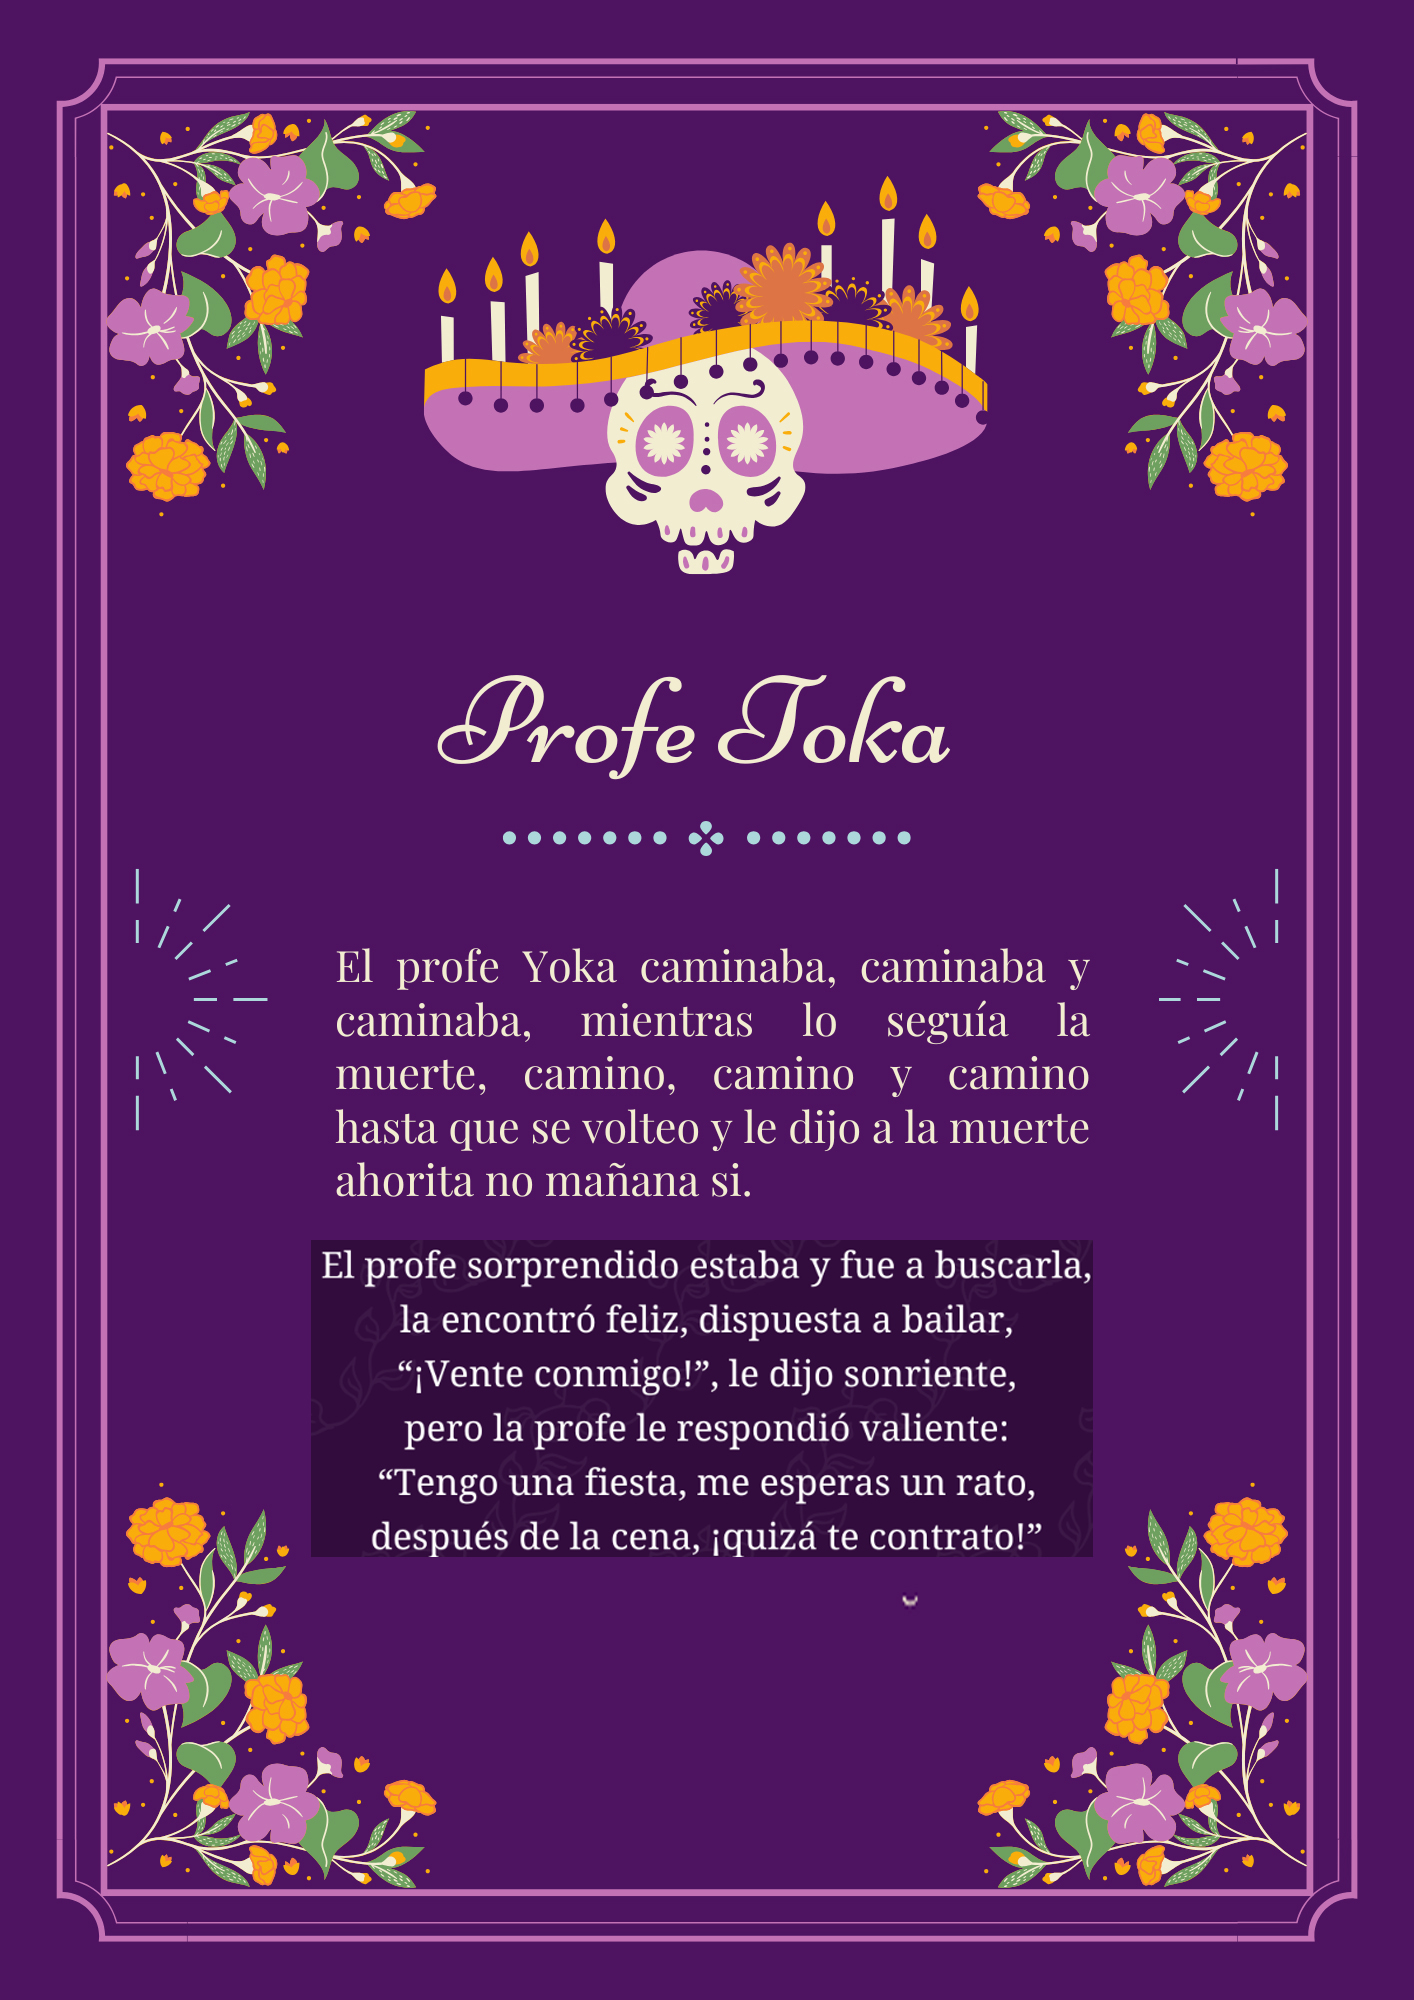 Profe Toka
El profe Yoka caminaba, caminaba y
caminaba, mientras lo seguía la
muerte, camino, camino y camino
hasta que se volteo y le dijo a la muerte
ahorita no mañana si.
El profe sorprendido estaba y fue a buscarla,
la encontró feliz, dispuesta a bailar,
“¡Vente conmigo!”, le dijo sonriente,
pero la profe le respondió valiente:
“Tengo una fiesta, me esperas un rato,
después de la cena, ¡quizá te contrato!”